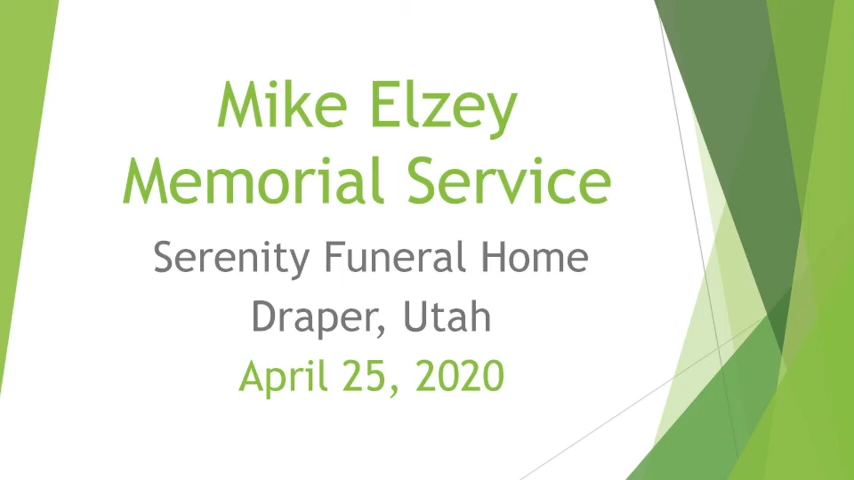 Mike Elzey
Memorial Service
Serenity Funeral Home
Draper, Utah
April 25, 2020